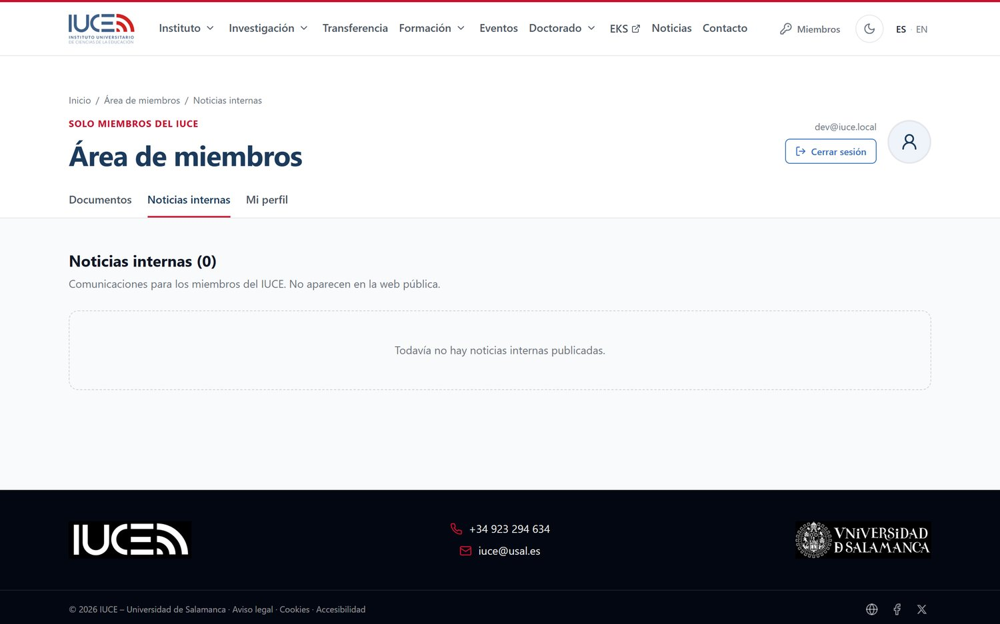 IUCE
INSTITUTO UNIVERSITARIO
DE CIENCIAS DE LA EDUCACIÓN
Instituto
Investigación
Transferencia
Formación
Eventos
Doctorado
EKS
Noticias
Contacto
Miembros
ES · EN
Inicio / Área de miembros / Noticias internas
SOLO MIEMBROS DEL IUCE
Área de miembros
dev@iuce.local
Cerrar sesión
Documentos
Noticias internas
Mi perfil
Noticias internas (0)
Comunicaciones para los miembros del IUCE. No aparecen en la web pública.
Todavía no hay noticias internas publicadas.
IUCE
+34 923 294 634
iuce@usal.es
VNiVERSiDAD
D SALAMANCA
© 2026 IUCE – Universidad de Salamanca · Aviso legal · Cookies · Accesibilidad